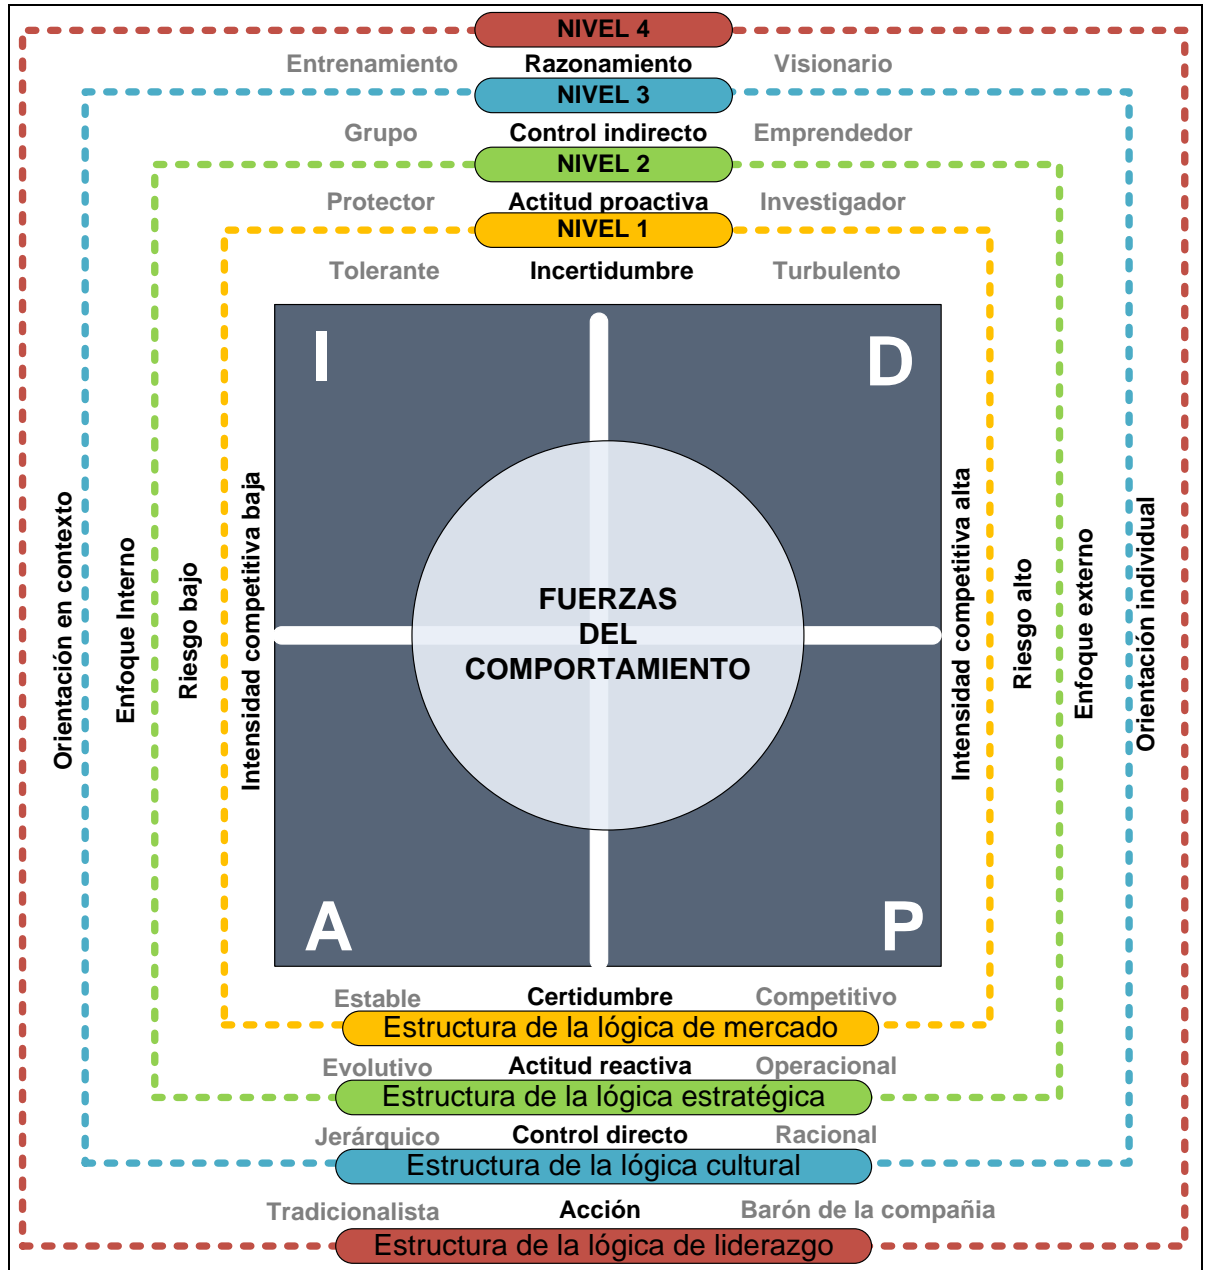 NIVEL 4
Entrenamiento Razonamiento Visionario
NIVEL 3
Grupo Control indirecto Emprendedor
NIVEL 2
Protector Actitud proactiva Investigador
NIVEL 1
Tolerante Incertidumbre Turbulento
I D
Orientación en contexto
Enfoque Interno
Riesgo bajo
Intensidad competitiva baja
FUERZAS
DEL
COMPORTAMIENTO
Intensidad competitiva alta
Riesgo alto
Enfoque externo
Orientación individual
A P
Estable Certidumbre Competitivo
Estructura de la lógica de mercado
Evolutivo Actitud reactiva Operacional
Estructura de la lógica estratégica
Jerárquico Control directo Racional
Estructura de la lógica cultural
Tradicionalista Acción Barón de la compañia
Estructura de la lógica de liderazgo